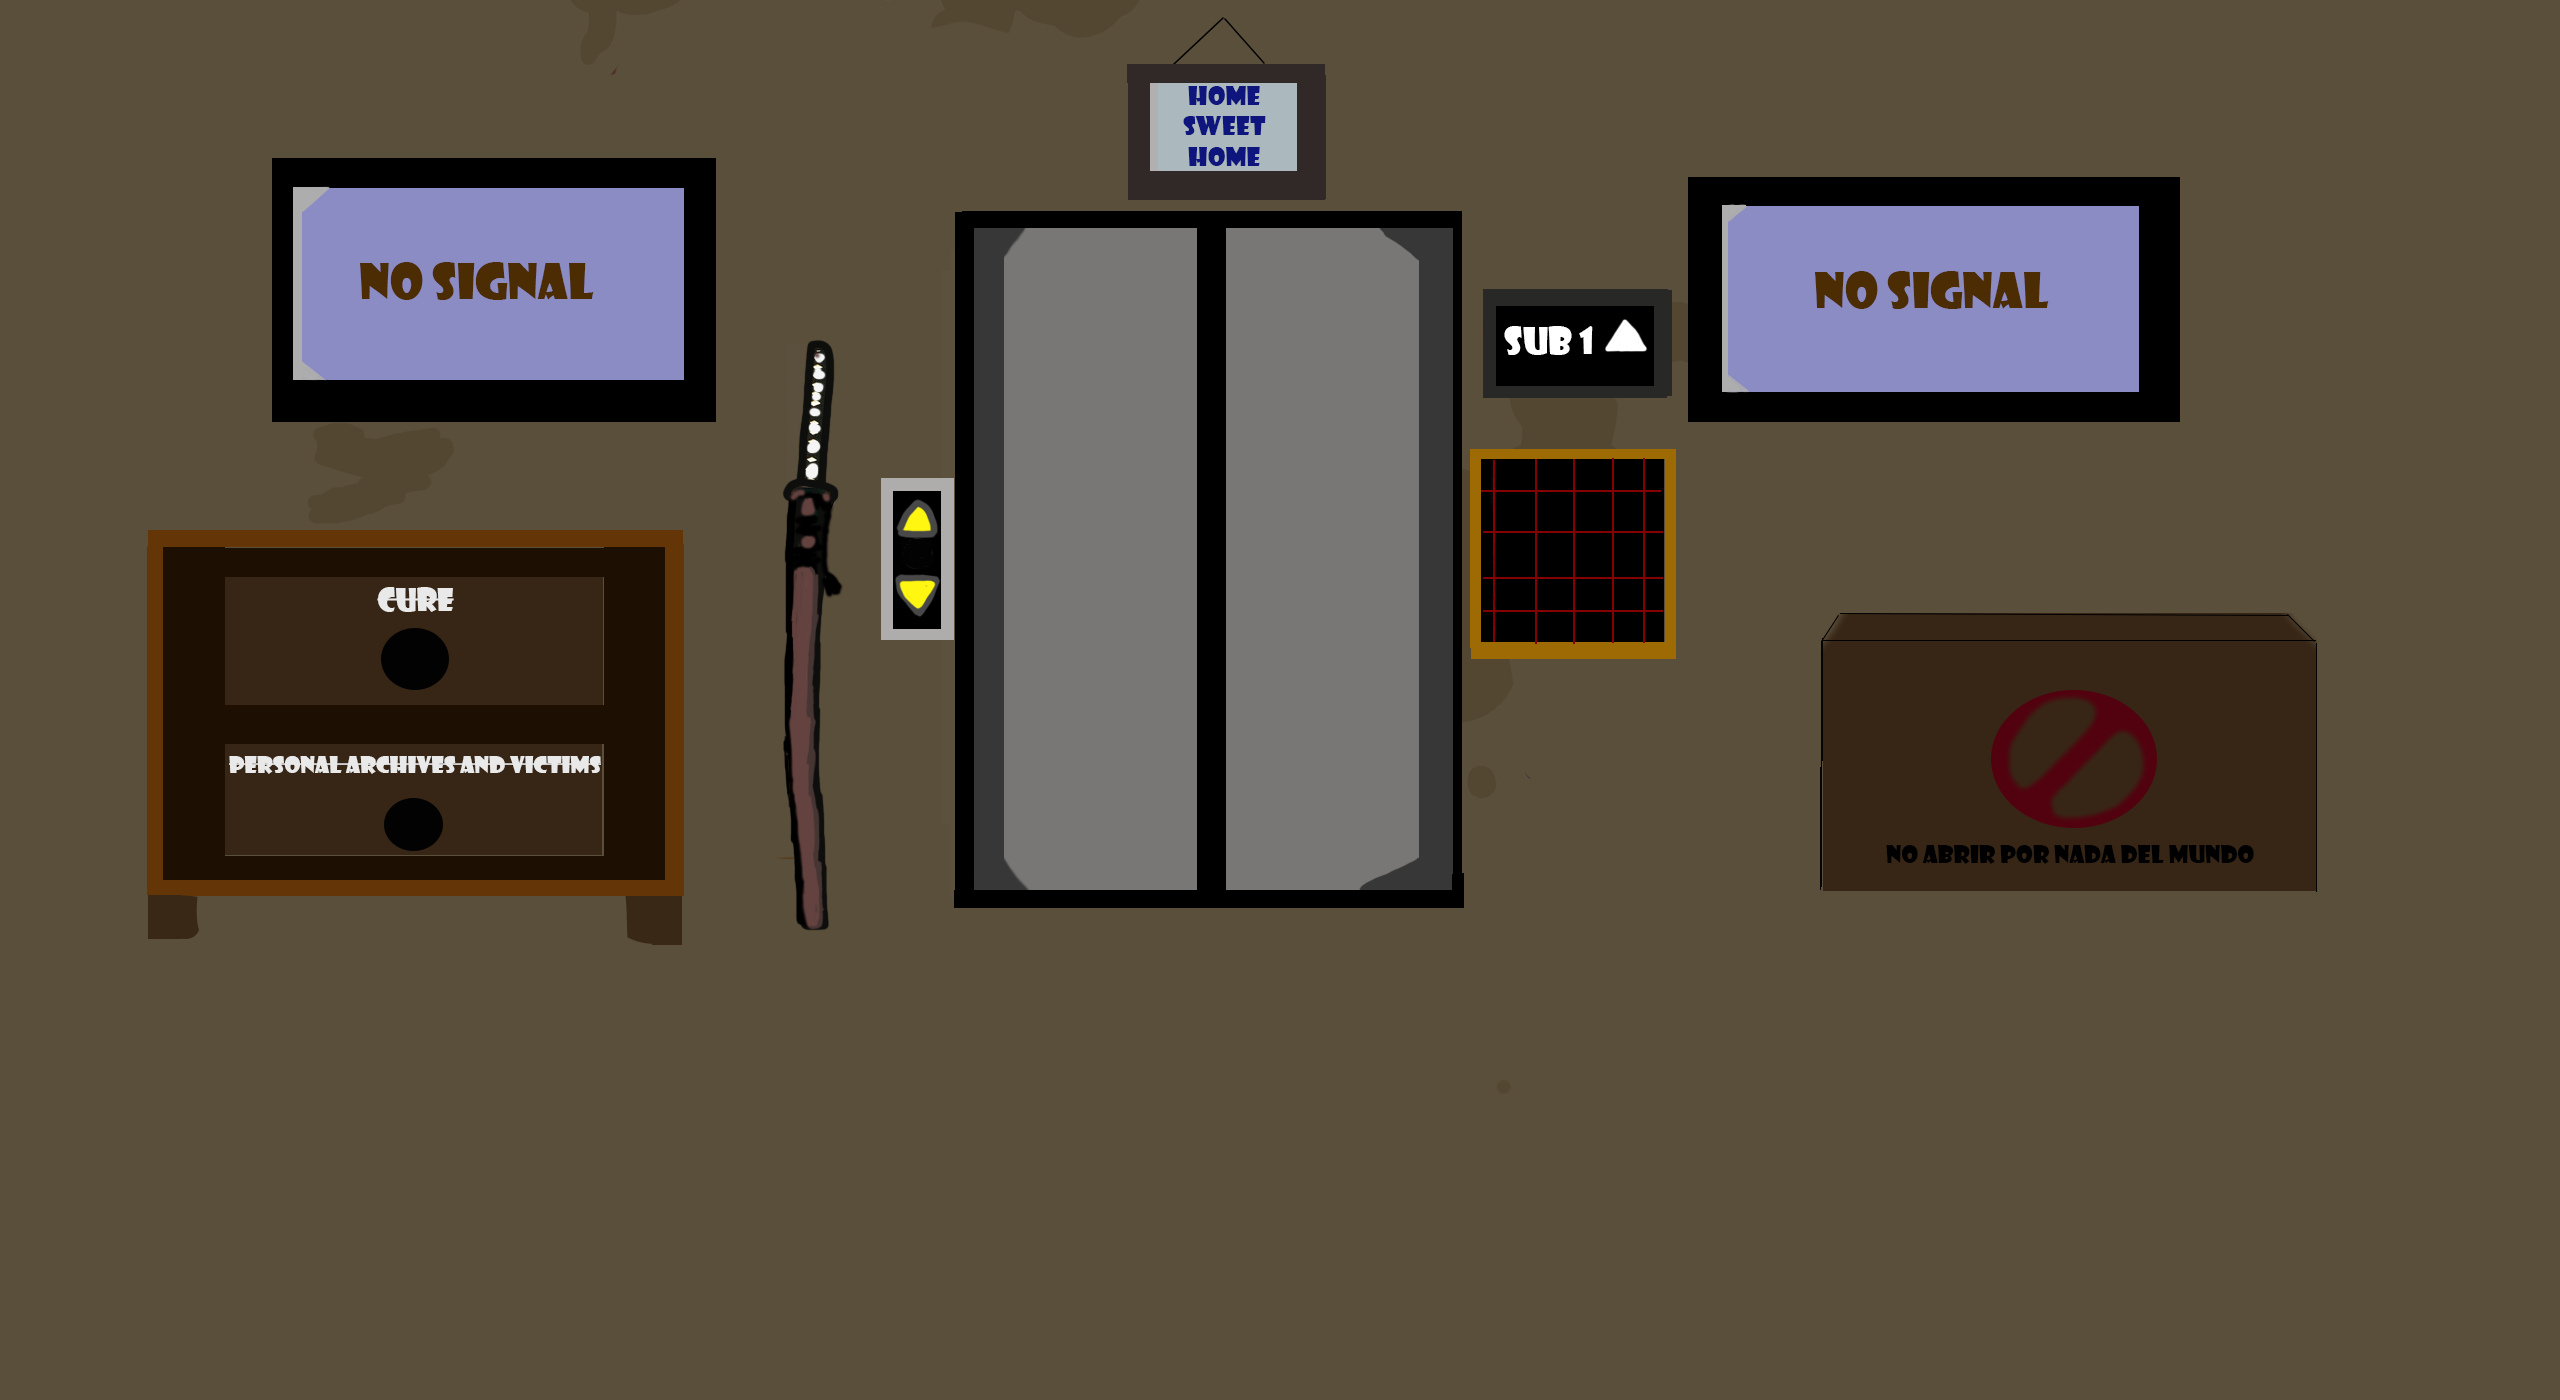 HOME
SWEET
HOME
NO SIGNAL
NO SIGNAL
SUB 1
CURE
PERSONAL ARCHIVES AND VICTIMS
NO ABRIR POR NADA DEL MUNDO